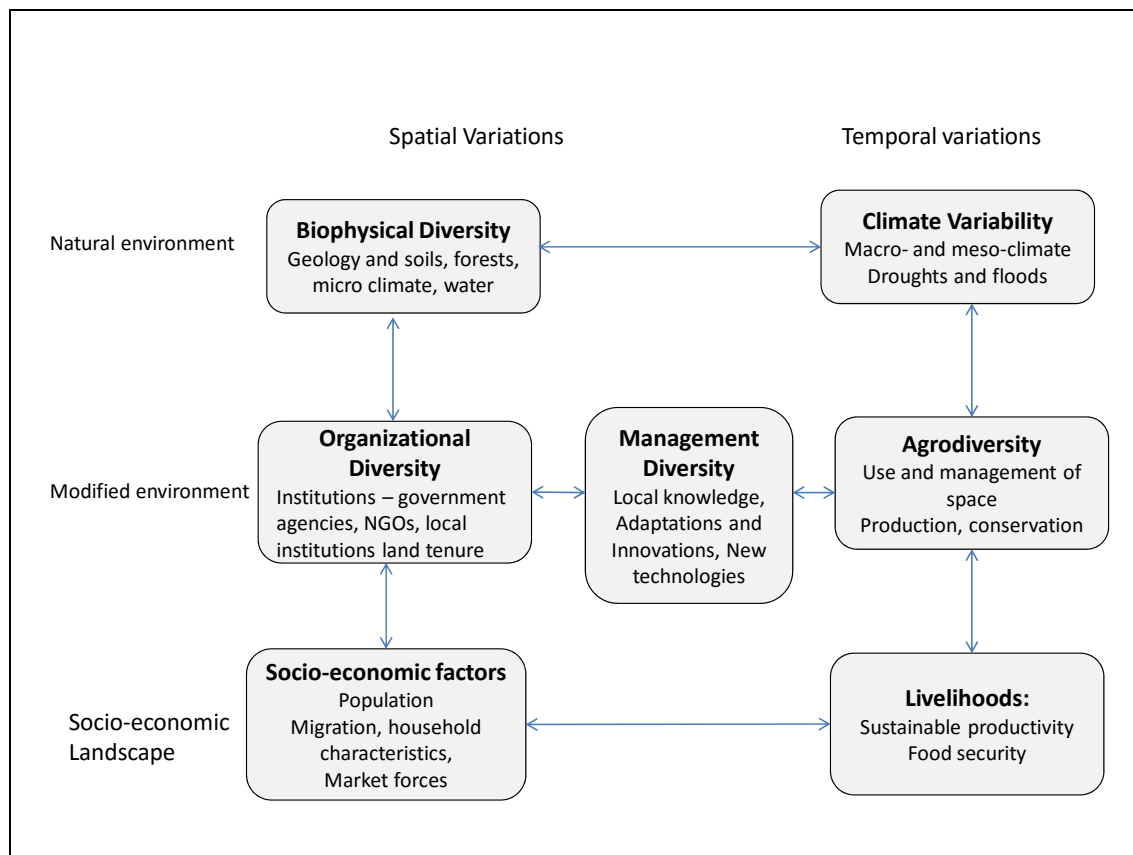 Spatial Variations
Temporal variations
Natural environment
Biophysical Diversity
Geology and soils, forests,
micro climate, water
Climate Variability
Macro- and meso-climate
Droughts and floods
Modified environment
Organizational
Diversity
Institutions – government
agencies, NGOs, local
institutions land tenure
Management
Diversity
Local knowledge,
Adaptations and
Innovations, New
technologies
Agrodiversity
Use and management of
space
Production, conservation
Socio-economic
Landscape
Socio-economic factors
Population
Migration, household
characteristics,
Market forces
Livelihoods:
Sustainable productivity
Food security